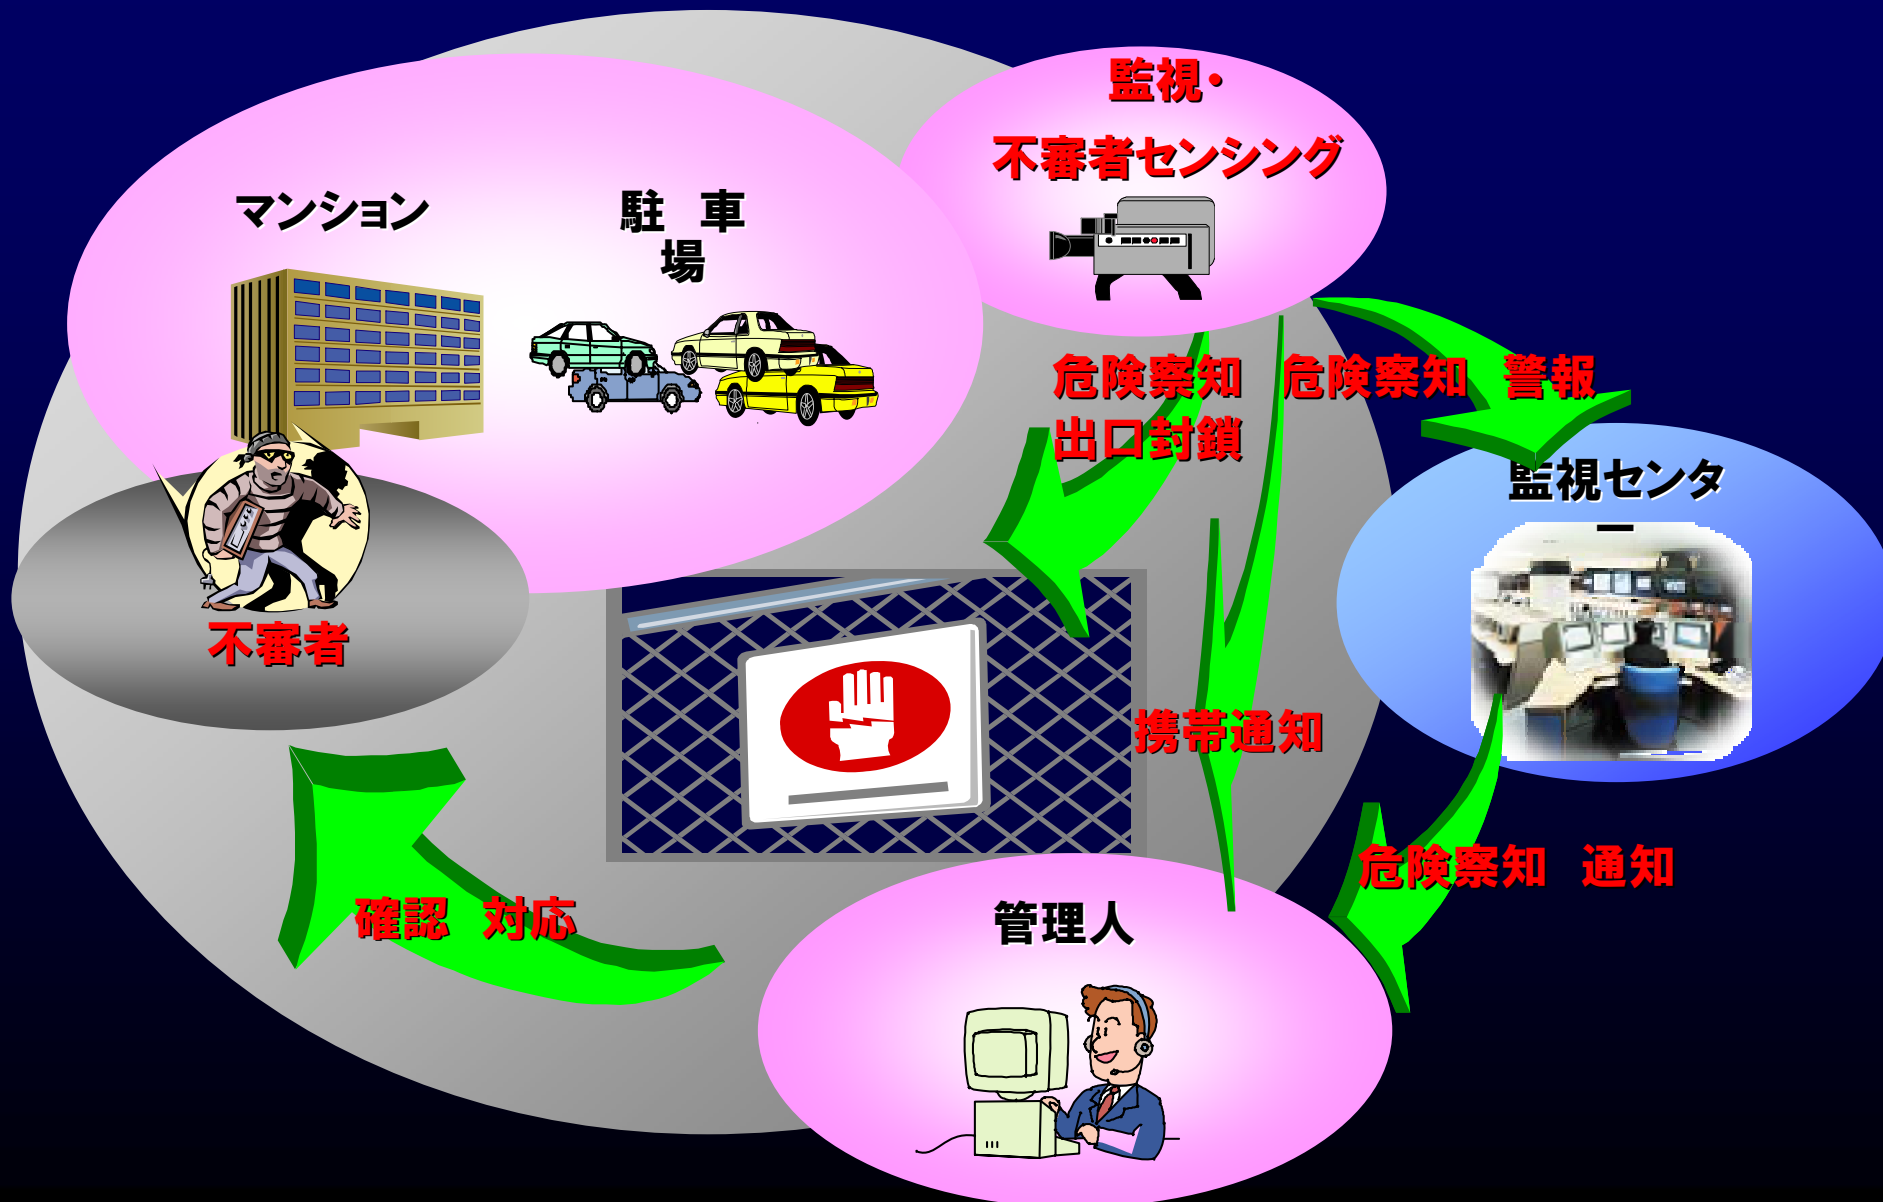 監視・
不審者センシング
マンション
駐　車
場
危険察知
出口封鎖
危険察知　警報
監視センタ
ー
不審者
携帯通知
危険察知　通知
確認　対応
管理人